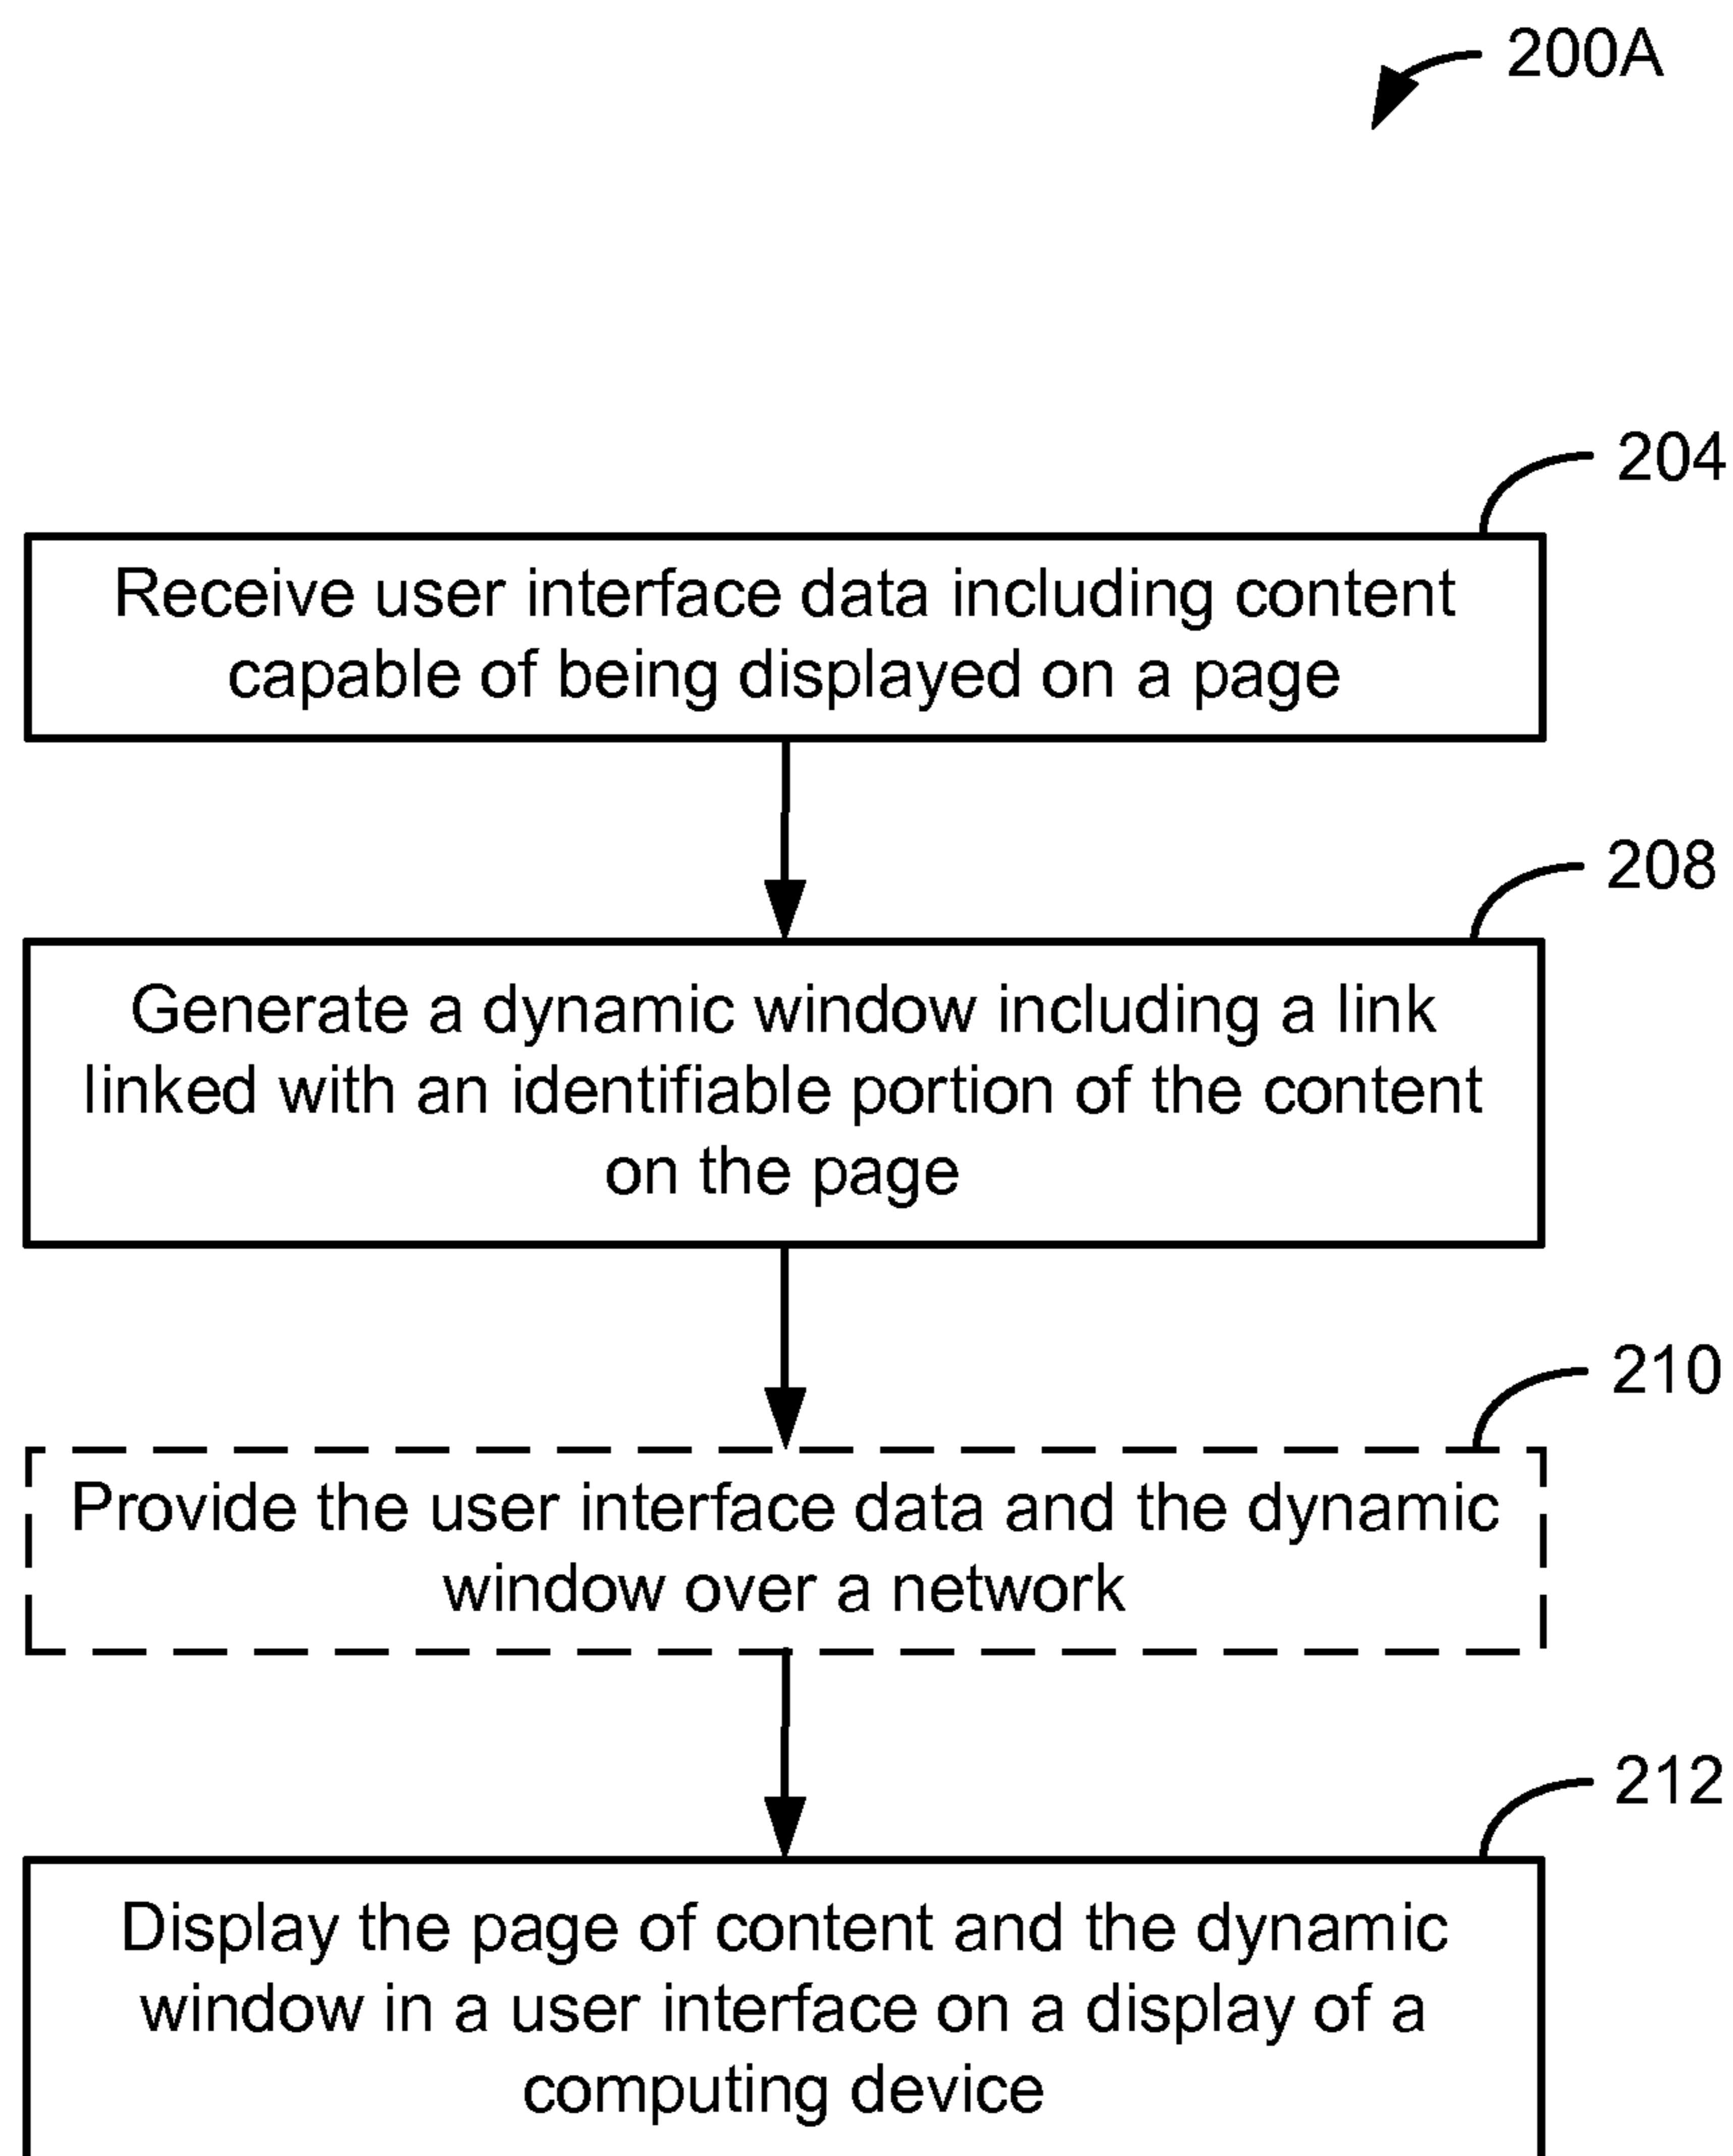 200A
204
Receive user interface data including content
capable of being displayed on a page
208
Generate a dynamic window including a link
linked with an identifiable portion of the content
on the page
210
Provide the user interface data and the dynamic
window over a network
212
Display the page of content and the dynamic
window in a user interface on a display of a
computing device